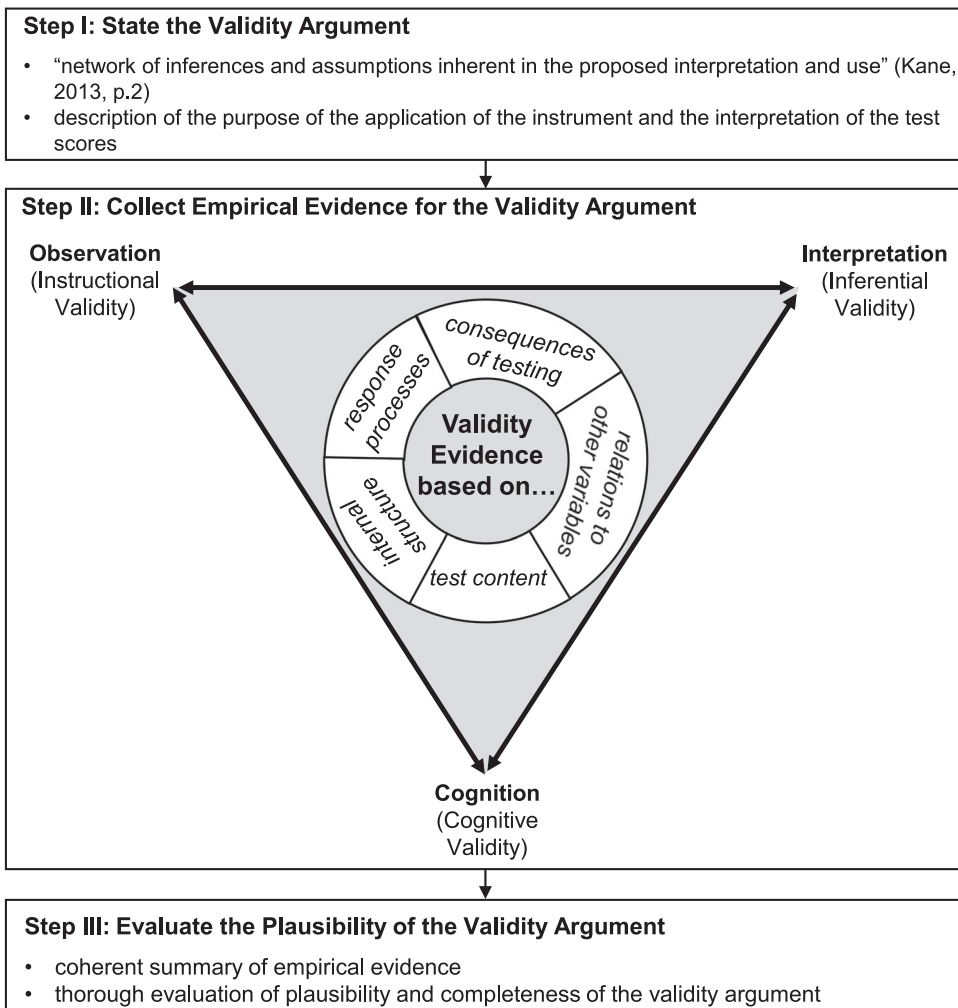 Step I: State the Validity Argument
• “network of inferences and assumptions inherent in the proposed interpretation and use” (Kane,
2013, p.2)
• description of the purpose of the application of the instrument and the interpretation of the test
scores
Step II: Collect Empirical Evidence for the Validity Argument
Observation
(Instructional
Validity)
Interpretation
(Inferential
Validity)
consequences
of testing
response
processes
relations to
other variables
Validity
Evidence
based on...
internal
structure
test content
Cognition
(Cognitive
Validity)
Step III: Evaluate the Plausibility of the Validity Argument
• coherent summary of empirical evidence
• thorough evaluation of plausibility and completeness of the validity argument